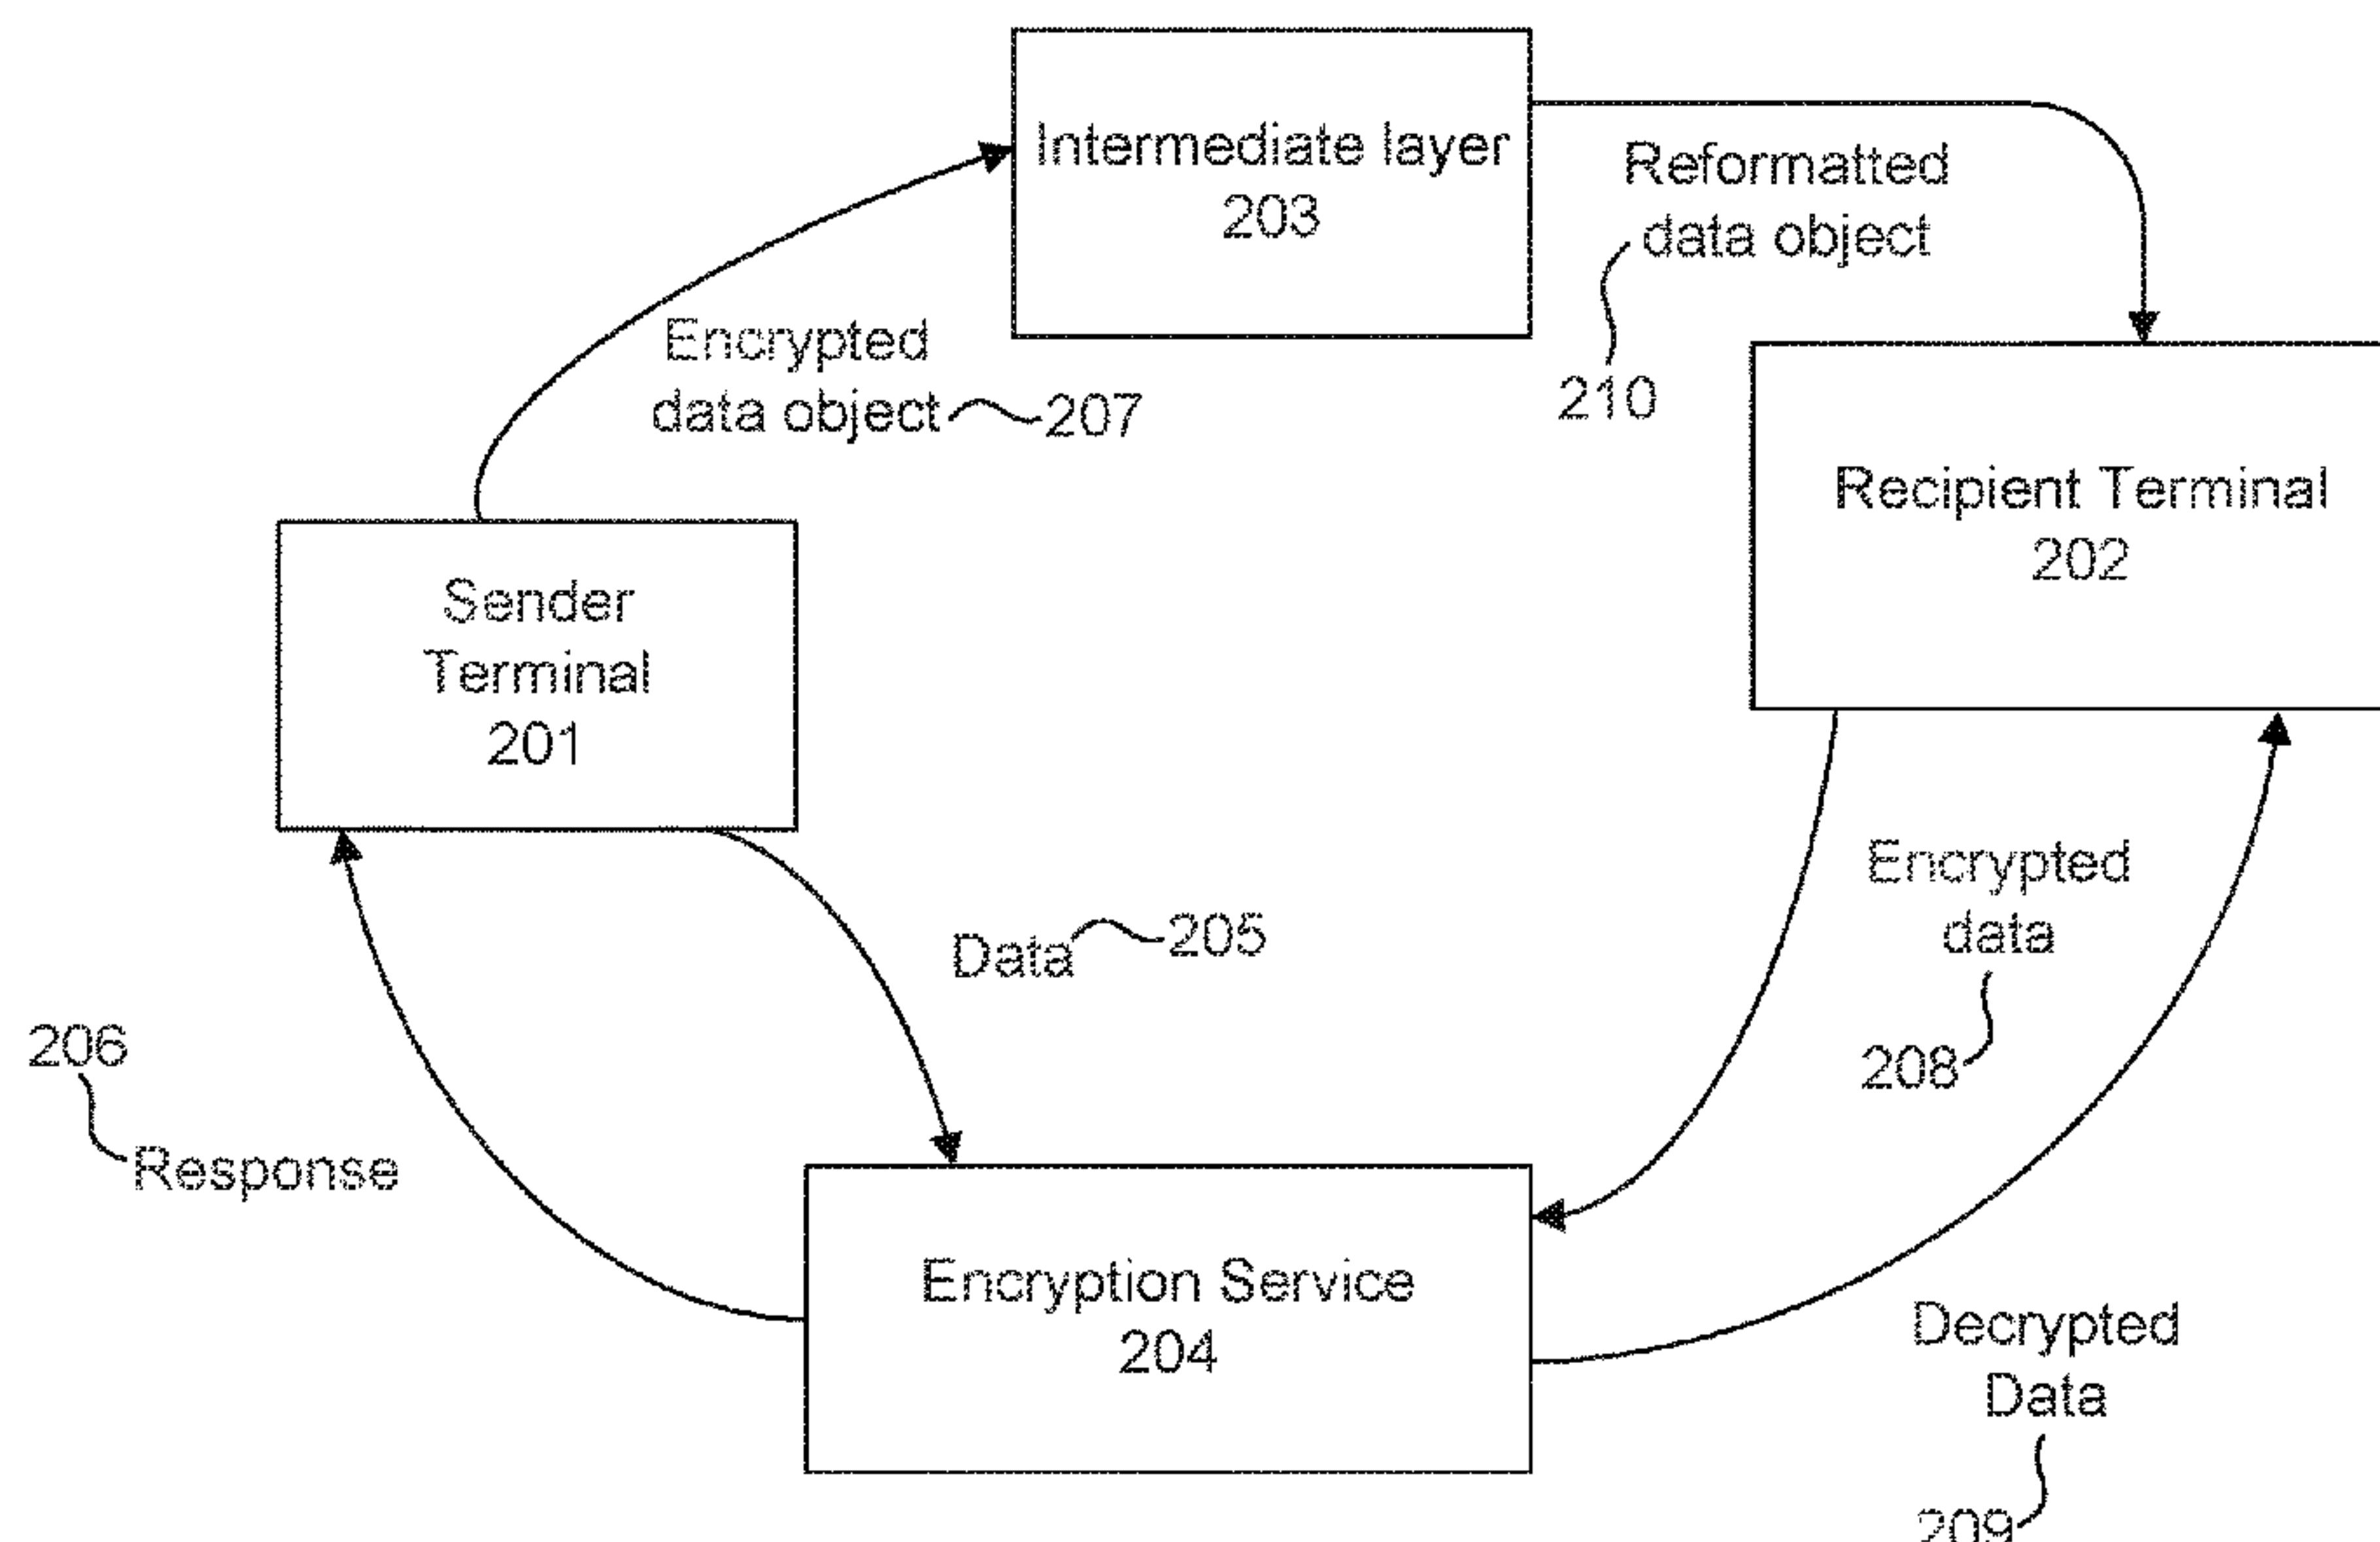 Intermediate layer
203
Reformatted
data object
210
Encrypted
data object
207
Recipient Terminal
202
Sender
Terminal
201
Data
205
Encrypted
data
208
206
Response
Encryption Service
204
Decrypted
Data
209